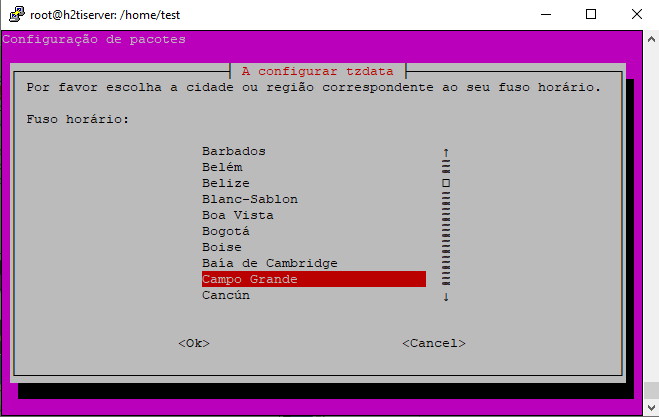 root@h2tiserver: /home/test
Configuração de pacotes
A configurar tzdata
Por favor escolha a cidade ou região correspondente ao seu fuso horário.
Fuso horário:
Barbados
Belém
Belize
Blanc-Sablon
Boa Vista
Bogotá
Boise
Baía de Cambridge
Campo Grande
Cancún
<Ok> <Cancel>